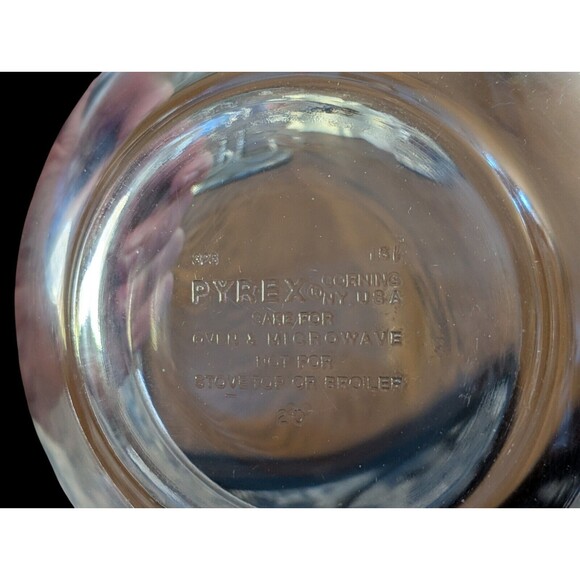 PYREX® CORNING
NY. USA
SAFE FOR
OVEN & MICROWAVE
NOT FOR
STOVETOP OR BROILER